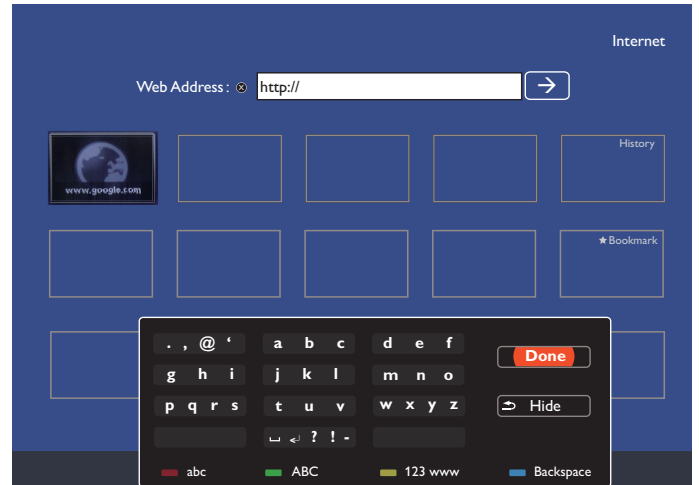 Internet
Web Address : ⊗ http:// →
www.google.com
History
★Bookmark
. , @ ‘ a b c d e f
Done
g h i j k l m n o
p q r s t u v w x y z
Hide
␣ ↵ ? ! -
abc ABC 123 www Backspace